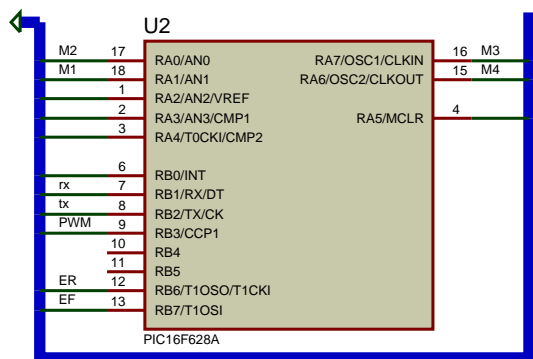 U2
M2 17 RA0/AN0 RA7/OSC1/CLKIN 16 M3
M1 18 RA1/AN1 RA6/OSC2/CLKOUT 15 M4
1 RA2/AN2/VREF
2 RA3/AN3/CMP1 RA5/MCLR 4
3 RA4/T0CKI/CMP2
6 RB0/INT
rx 7 RB1/RX/DT
tx 8 RB2/TX/CK
PWM 9 RB3/CCP1
10 RB4
11 RB5
ER 12 RB6/T1OSO/T1CKI
EF 13 RB7/T1OSI
PIC16F628A